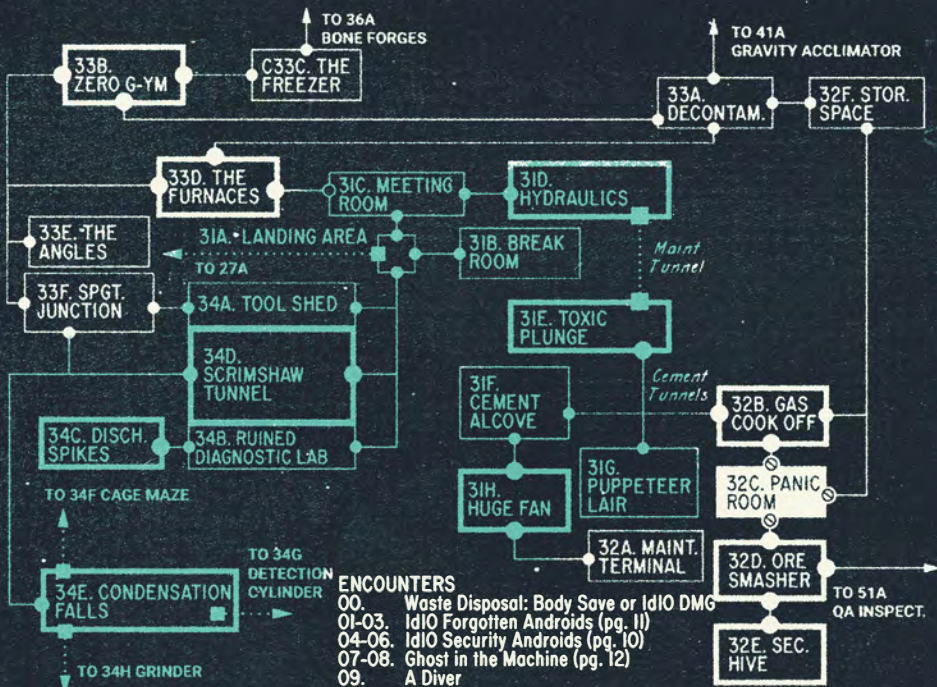 TO 36A
BONE FORGES
TO 41A
GRAVITY ACCLIMATOR
33B.
ZERO G-YM
C33C. THE
FREEZER
33A.
DECONTAM.
32F. STOR.
SPACE
33D. THE
FURNACES
31C. MEETING
ROOM
31D.
HYDRAULICS
33E. THE
ANGLES
31A. LANDING AREA
TO 27A
31B. BREAK
ROOM
Maint
Tunnel
33F. SPGT.
JUNCTION
34A. TOOL SHED
31E. TOXIC
PLUNGE
34D.
SCRIMSHAW
TUNNEL
31F.
CEMENT
ALCOVE
Cement
Tunnels
32B. GAS
COOK OFF
34C. DISCH.
SPIKES
34B. RUINED
DIAGNOSTIC LAB
31G.
PUPPETEER
LAIR
32C. PANIC
ROOM
31H.
HUGE FAN
TO 34F CAGE MAZE
32A. MAINT.
TERMINAL
32D. ORE
SMASHER
TO 34G
DETECTION
CYLINDER
34E. CONDENSATION
FALLS
TO 51A
QA INSPECT.
32E. SEC.
HIVE
TO 34H GRINDER
ENCOUNTERS
00. Waste Disposal: Body Save or 1d10 DMG
01-03. 1d10 Forgotten Androids (pg. 11)
04-06. 1d10 Security Androids (pg. 10)
07-08. Ghost in the Machine (pg. 12)
09. A Diver